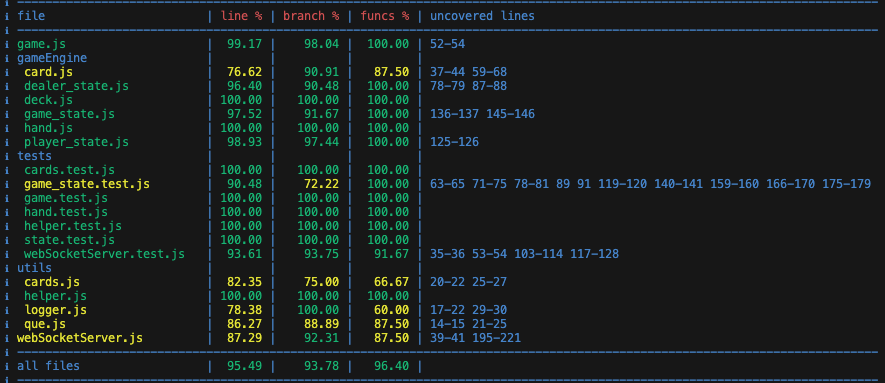 ℹ file | line % | branch % | funcs % | uncovered lines
ℹ game.js | 99.17 | 98.04 | 100.00 | 52-54
ℹ gameEngine | | | |
ℹ card.js | 76.62 | 90.91 | 87.50 | 37-44 59-68
ℹ dealer_state.js | 96.40 | 90.48 | 100.00 | 78-79 87-88
ℹ deck.js | 100.00 | 100.00 | 100.00 |
ℹ game_state.js | 97.52 | 91.67 | 100.00 | 136-137 145-146
ℹ hand.js | 100.00 | 100.00 | 100.00 |
ℹ player_state.js | 98.93 | 97.44 | 100.00 | 125-126
ℹ tests | | | |
ℹ cards.test.js | 100.00 | 100.00 | 100.00 |
ℹ game_state.test.js | 90.48 | 72.22 | 100.00 | 63-65 71-75 78-81 89 91 119-120 140-141 159-160 166-170 175-179
ℹ game.test.js | 100.00 | 100.00 | 100.00 |
ℹ hand.test.js | 100.00 | 100.00 | 100.00 |
ℹ helper.test.js | 100.00 | 100.00 | 100.00 |
ℹ state.test.js | 100.00 | 100.00 | 100.00 |
ℹ webSocketServer.test.js | 93.61 | 93.75 | 91.67 | 35-36 53-54 103-114 117-128
ℹ utils | | | |
ℹ cards.js | 82.35 | 75.00 | 66.67 | 20-22 25-27
ℹ helper.js | 100.00 | 100.00 | 100.00 |
ℹ logger.js | 78.38 | 100.00 | 60.00 | 17-22 29-30
ℹ que.js | 86.27 | 88.89 | 87.50 | 14-15 21-25
ℹ webSocketServer.js | 87.29 | 92.31 | 87.50 | 39-41 195-221
ℹ all files | 95.49 | 93.78 | 96.40 |